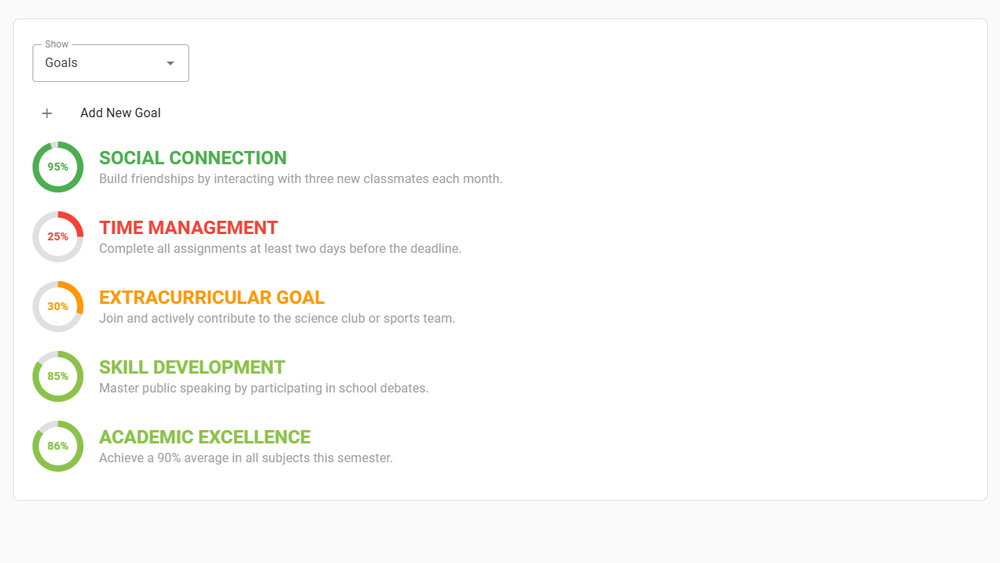 Show
Goals
Add New Goal
95%
SOCIAL CONNECTION
Build friendships by interacting with three new classmates each month.
25%
TIME MANAGEMENT
Complete all assignments at least two days before the deadline.
30%
EXTRACURRICULAR GOAL
Join and actively contribute to the science club or sports team.
85%
SKILL DEVELOPMENT
Master public speaking by participating in school debates.
86%
ACADEMIC EXCELLENCE
Achieve a 90% average in all subjects this semester.